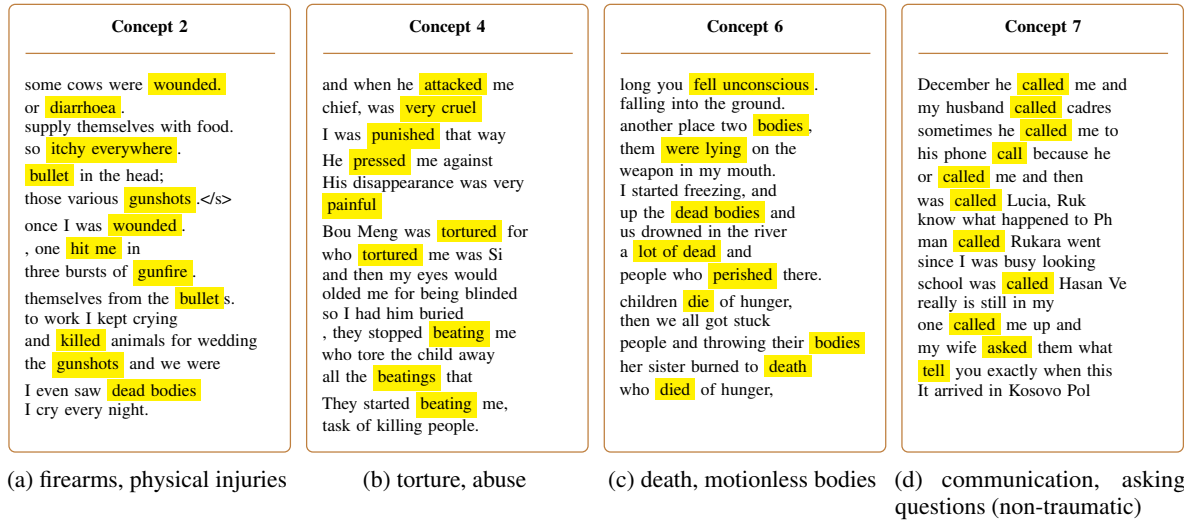 Concept 2
some cows were wounded.
or diarrhoea .
supply themselves with food.
so itchy everywhere .
bullet in the head;
those various gunshots .</s>
once I was wounded .
, one hit me in
three bursts of gunfire .
themselves from the bullet s.
to work I kept crying
and killed animals for wedding
the gunshots and we were
I even saw dead bodies
I cry every night.
(a) firearms, physical injuries
Concept 4
and when he attacked me
chief, was very cruel
I was punished that way
He pressed me against
His disappearance was very
painful
Bou Meng was tortured for
who tortured me was Si
and then my eyes would
olded me for being blinded
so I had him buried
, they stopped beating me
who tore the child away
all the beatings that
They started beating me,
task of killing people.
(b) torture, abuse
Concept 6
long you fell unconscious .
falling into the ground.
another place two bodies ,
them were lying on the
weapon in my mouth.
I started freezing, and
up the dead bodies and
us drowned in the river
a lot of dead and
people who perished there.
children die of hunger,
then we all got stuck
people and throwing their bodies
her sister burned to death
who died of hunger,
(c) death, motionless bodies
Concept 7
December he called me and
my husband called cadres
sometimes he called me to
his phone call because he
or called me and then
was called Lucia, Ruk
know what happened to Ph
man called Rukara went
since I was busy looking
school was called Hasan Ve
really is still in my
one called me up and
my wife asked them what
tell you exactly when this
It arrived in Kosovo Pol
(d) communication, asking
questions (non-traumatic)